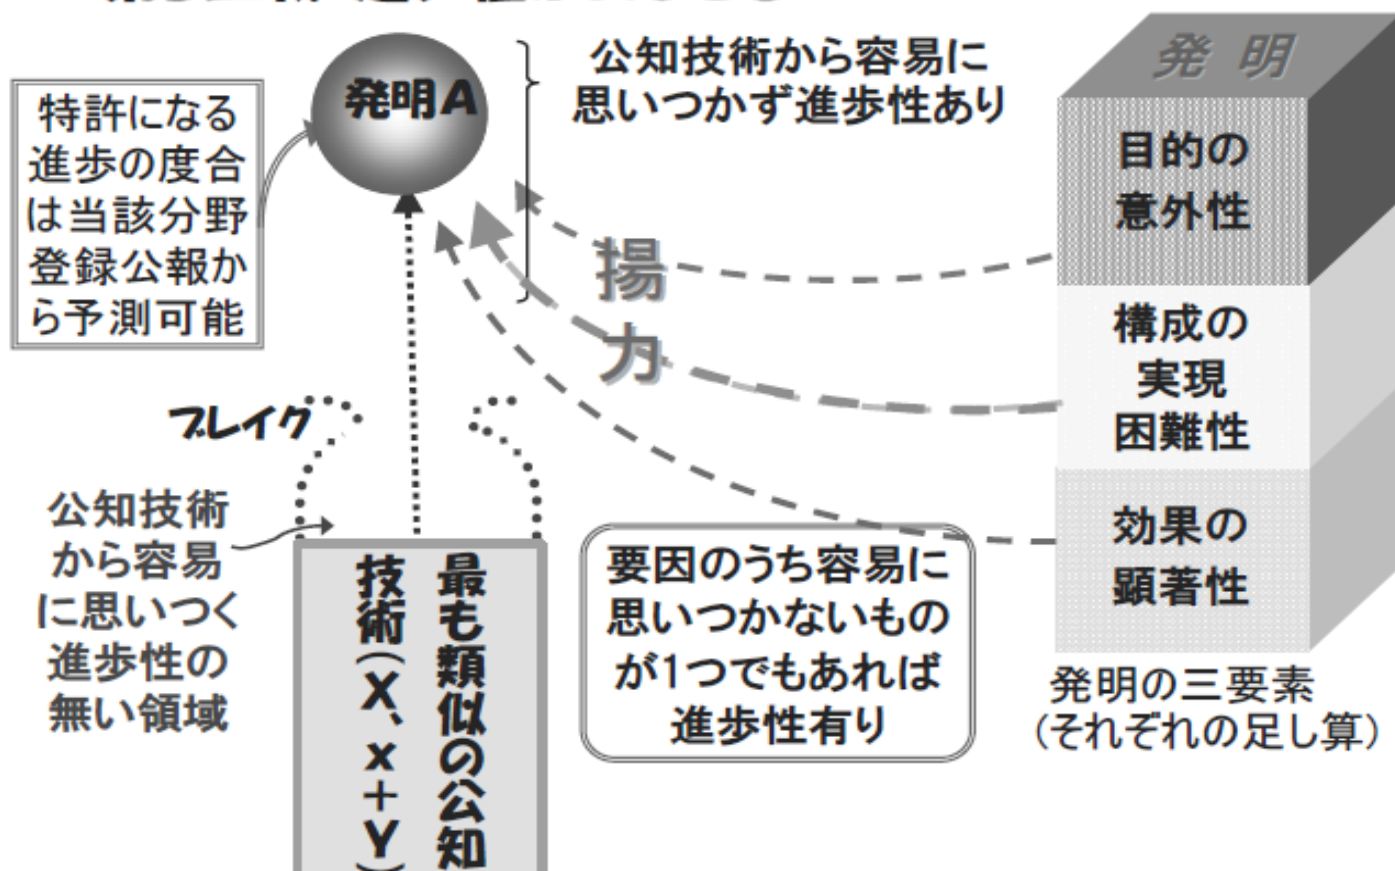 発明A
公知技術から容易に
思いつかず進歩性あり
発 明
特許になる
進歩の度合
は当該分野
登録公報か
ら予測可能
目的の
意外性
揚
力
構成の
実現
困難性
ブレイク
公知技術
から容易
に思いつく
進歩性の
無い領域
最も類似の公知
技術(X、x+Y)
要因のうち容易に
思いつかないもの
が1つでもあれば
進歩性有り
効果の
顕著性
発明の三要素
(それぞれの足し算)